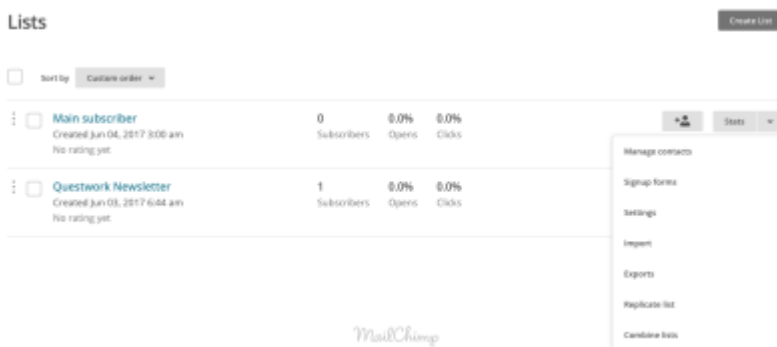 Lists
Create List
Sort by Custom order
Main subscriber 0 0.0% 0.0% Stats
Created Jun 04, 2017 3:00 am Subscribers Opens Clicks
No rating yet
Manage contacts
Signup forms
Questwork Newsletter 1 0.0% 0.0%
Created Jun 03, 2017 6:44 am Subscribers Opens Clicks
No rating yet
Settings
Import
Exports
Replicate list
MailChimp
Combine lists